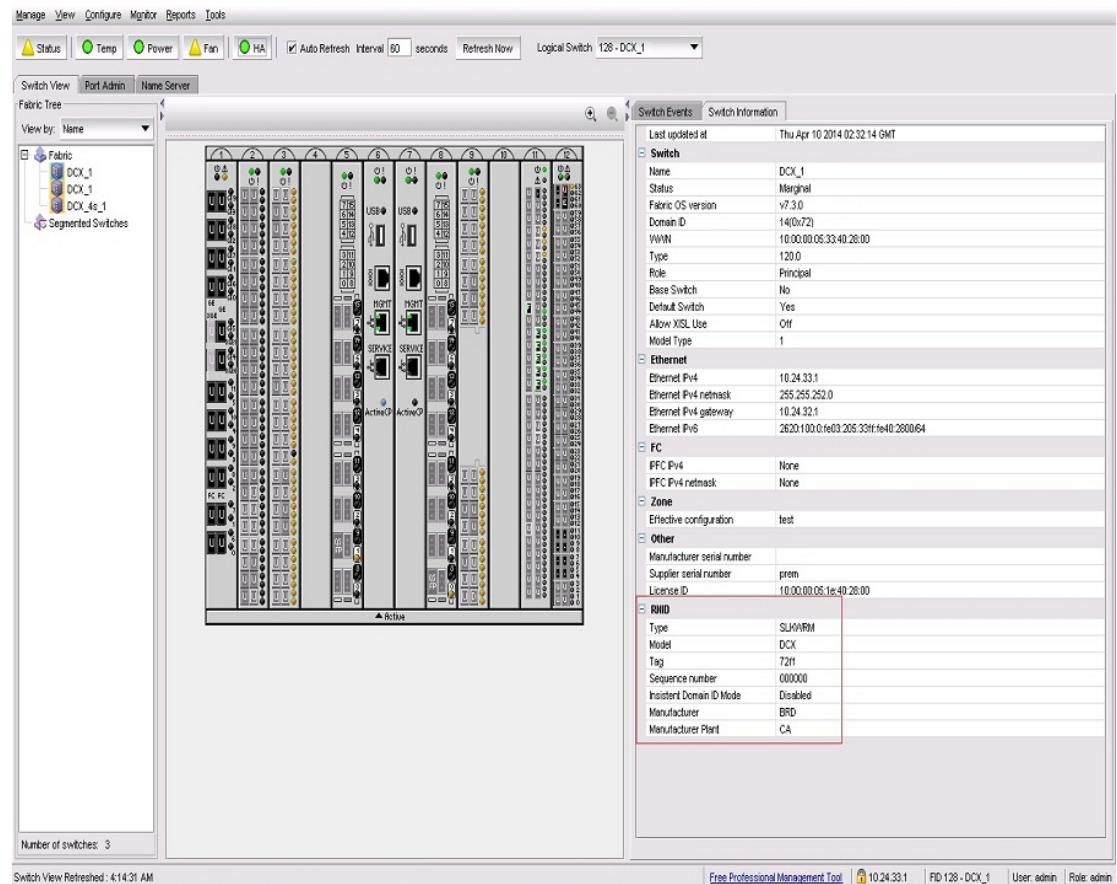 Manage View Configure Monitor Reports Tools
Status Temp Power Fan HA Auto Refresh Interval 60 seconds Refresh Now Logical Switch 128 - DCX_1
Switch View Port Admin Name Server
Fabric Tree
View by: Name
Fabric
DCX_1
DCX_1
DCX_4s_1
Segmented Switches
Number of switches: 3
1 2 3 4 5 6 7 8 9 10 11 12
USB USB
MGMT MGMT
SERVICE SERVICE
Active CP Active CP
GE GE
FC FC
Active
Switch Events Switch Information
Last updated at Thu Apr 10 2014 02:32:14 GMT
Switch
Name DCX_1
Status Marginal
Fabric OS version v7.3.0
Domain ID 14(0x72)
WWN 10:00:00:05:33:40:28:00
Type 120.0
Role Principal
Base Switch No
Default Switch Yes
Allow XISL Use Off
Model Type 1
Ethernet
Ethernet IPv4 10.24.33.1
Ethernet IPv4 netmask 255.255.252.0
Ethernet IPv4 gateway 10.24.32.1
Ethernet IPv6 2620:100:0:fe03:205:33ff:fe40:2800/64
FC
IPFC IPv4 None
IPFC IPv4 netmask None
Zone
Effective configuration test
Other
Manufacturer serial number
Supplier serial number prem
License ID 10:00:00:05:1e:40:28:00
RNID
Type SLKWRM
Model DCX
Tag 72f1
Sequence number 000000
Insistent Domain ID Mode Disabled
Manufacturer BRD
Manufacturer Plant CA
Switch View Refreshed : 4:14:31 AM Free Professional Management Tool 10.24.33.1 FID 128 - DCX_1 User: admin Role: admin